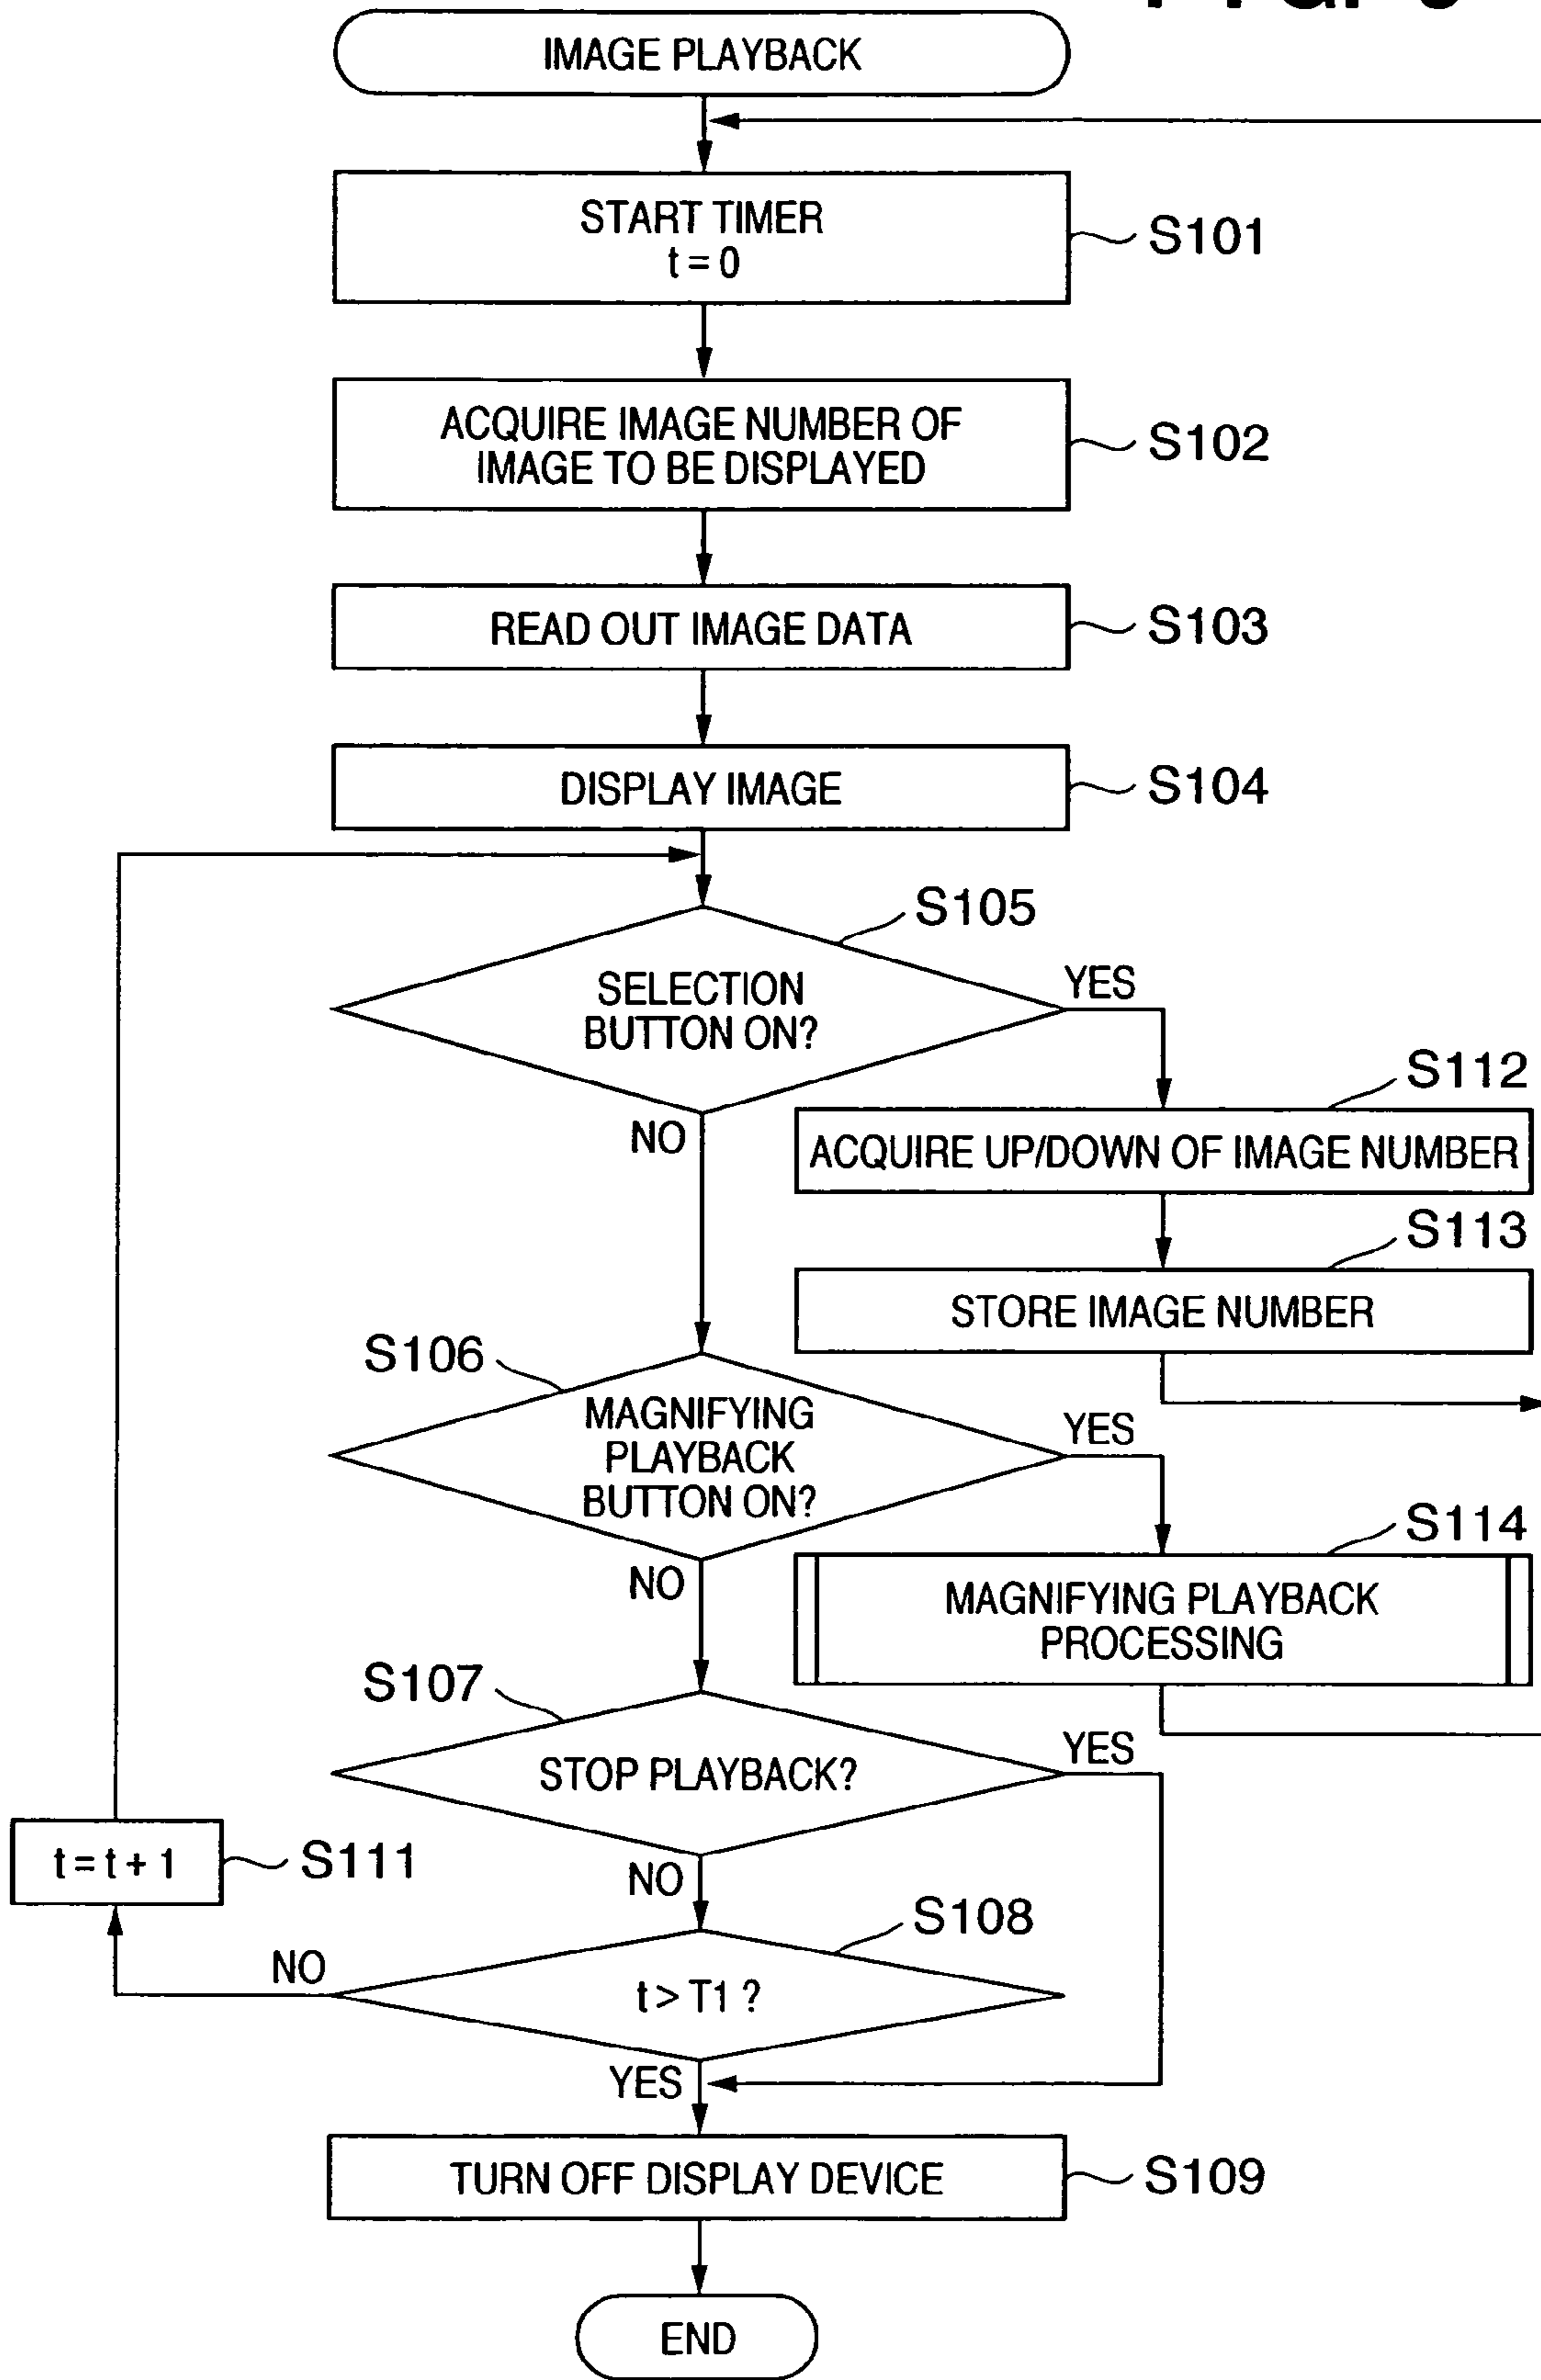 IMAGE PLAYBACK
START TIMER
t = 0
S101
ACQUIRE IMAGE NUMBER OF
IMAGE TO BE DISPLAYED
S102
READ OUT IMAGE DATA
S103
DISPLAY IMAGE
S104
S105
SELECTION
BUTTON ON?
YES
NO
S112
ACQUIRE UP/DOWN OF IMAGE NUMBER
S113
STORE IMAGE NUMBER
S106
MAGNIFYING
PLAYBACK
BUTTON ON?
YES
NO
S114
MAGNIFYING PLAYBACK
PROCESSING
S107
STOP PLAYBACK?
YES
NO
t = t + 1
S111
S108
t > T1 ?
NO
YES
TURN OFF DISPLAY DEVICE
S109
END